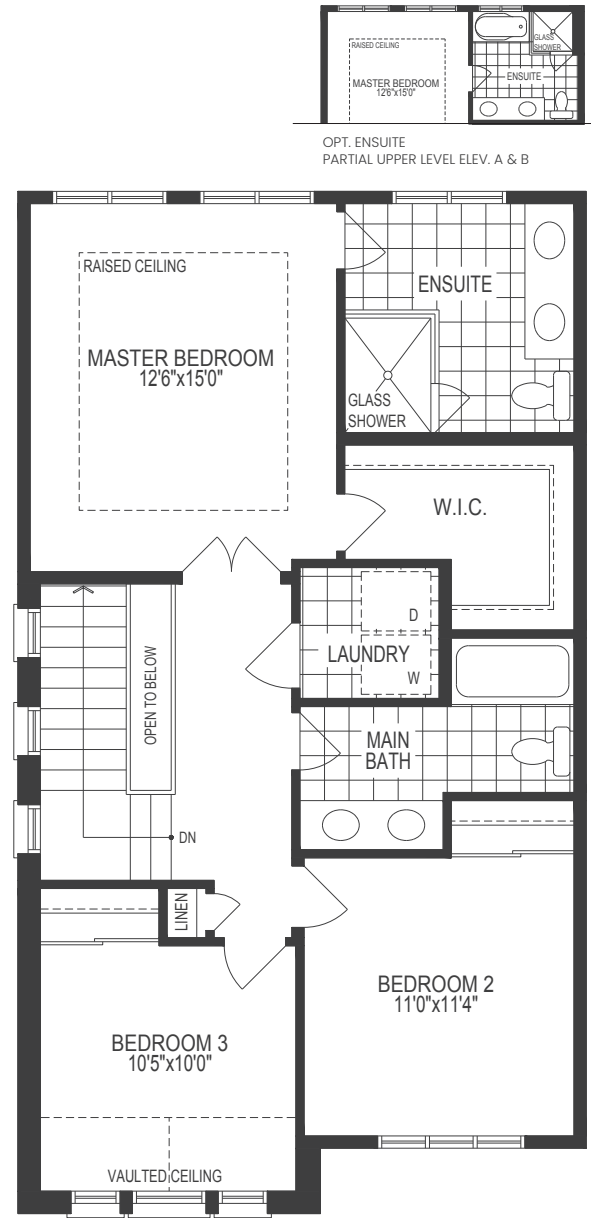 RAISED CEILING
MASTER BEDROOM
12'6"x15'0"
GLASS
SHOWER
ENSUITE
OPT. ENSUITE
PARTIAL UPPER LEVEL ELEV. A & B
RAISED CEILING
MASTER BEDROOM
12'6"x15'0"
ENSUITE
GLASS
SHOWER
W.I.C.
D
LAUNDRY
W
OPEN TO BELOW
MAIN
BATH
DN
LINEN
BEDROOM 2
11'0"x11'4"
BEDROOM 3
10'5"x10'0"
VAULTED CEILING